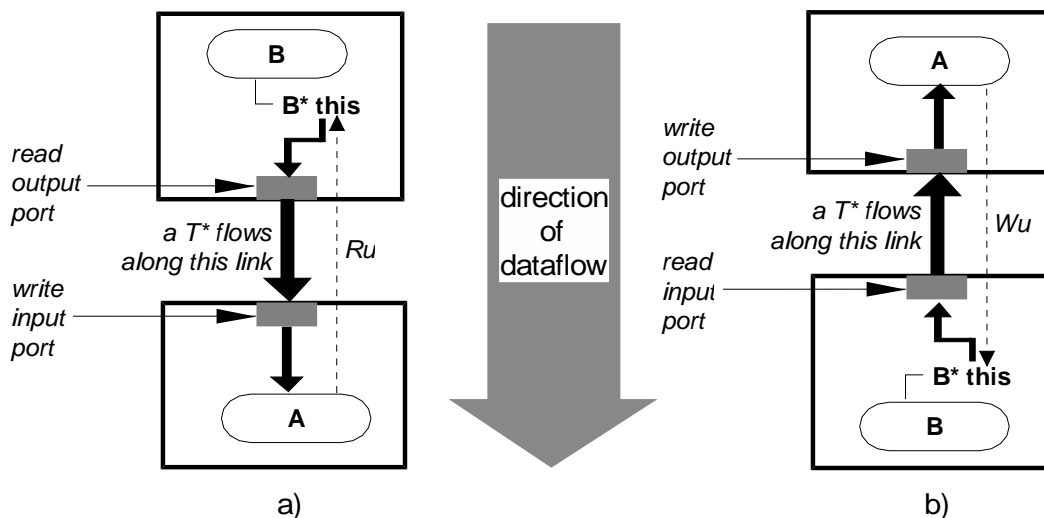 B
B* this
read
output
port
a T* flows
along this link
Ru
write
input
port
A
a)
direction
of
dataflow
A
write
output
port
a T* flows
along this link
Wu
read
input
port
B* this
B
b)